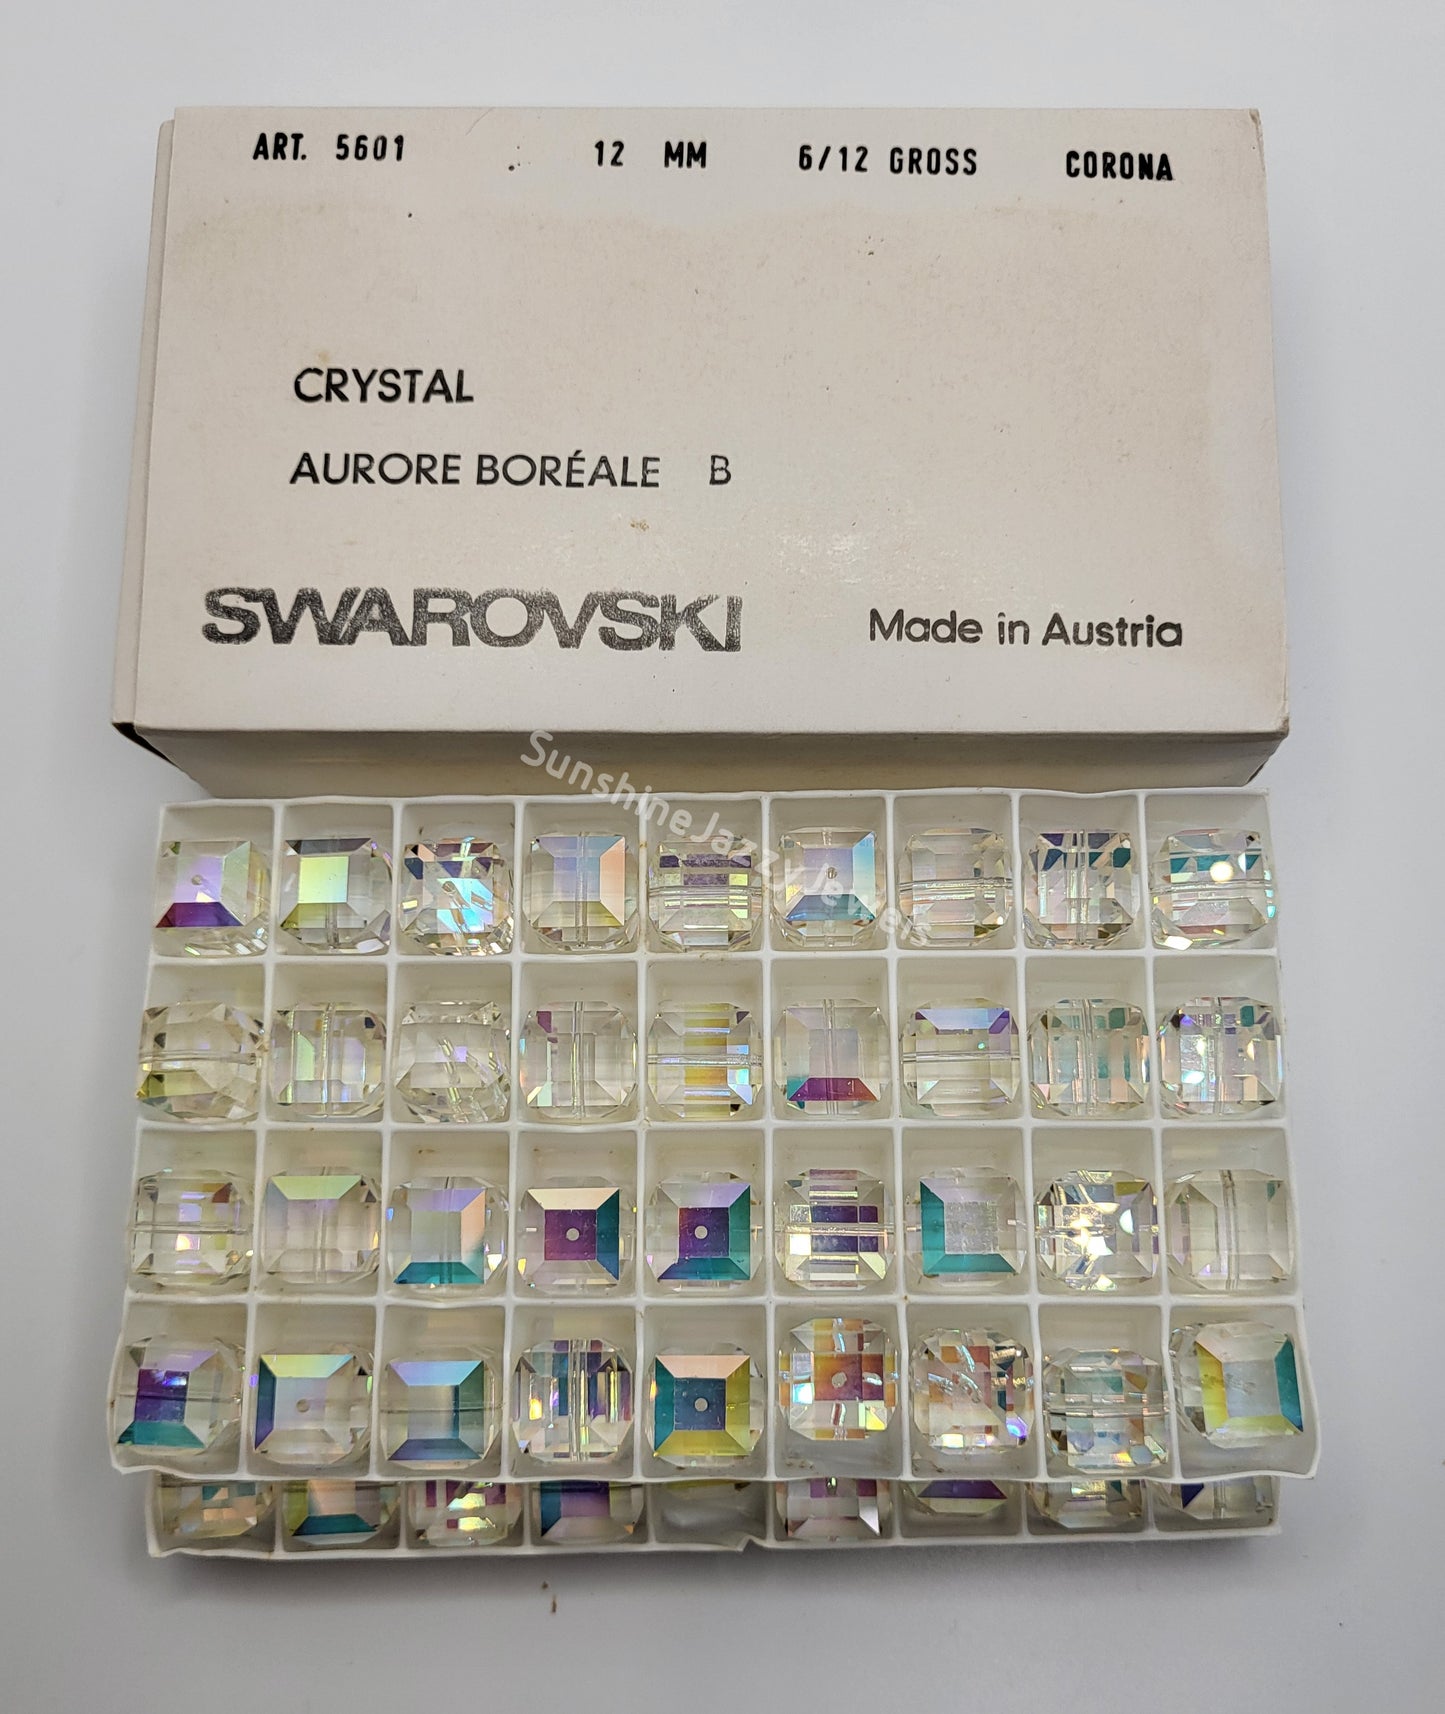 ART. 5601 12 MM 6/12 GROSS CORONA
CRYSTAL
AURORE BORÉALE B
SWAROVSKI Made in Austria
SunshineJazzyJewels